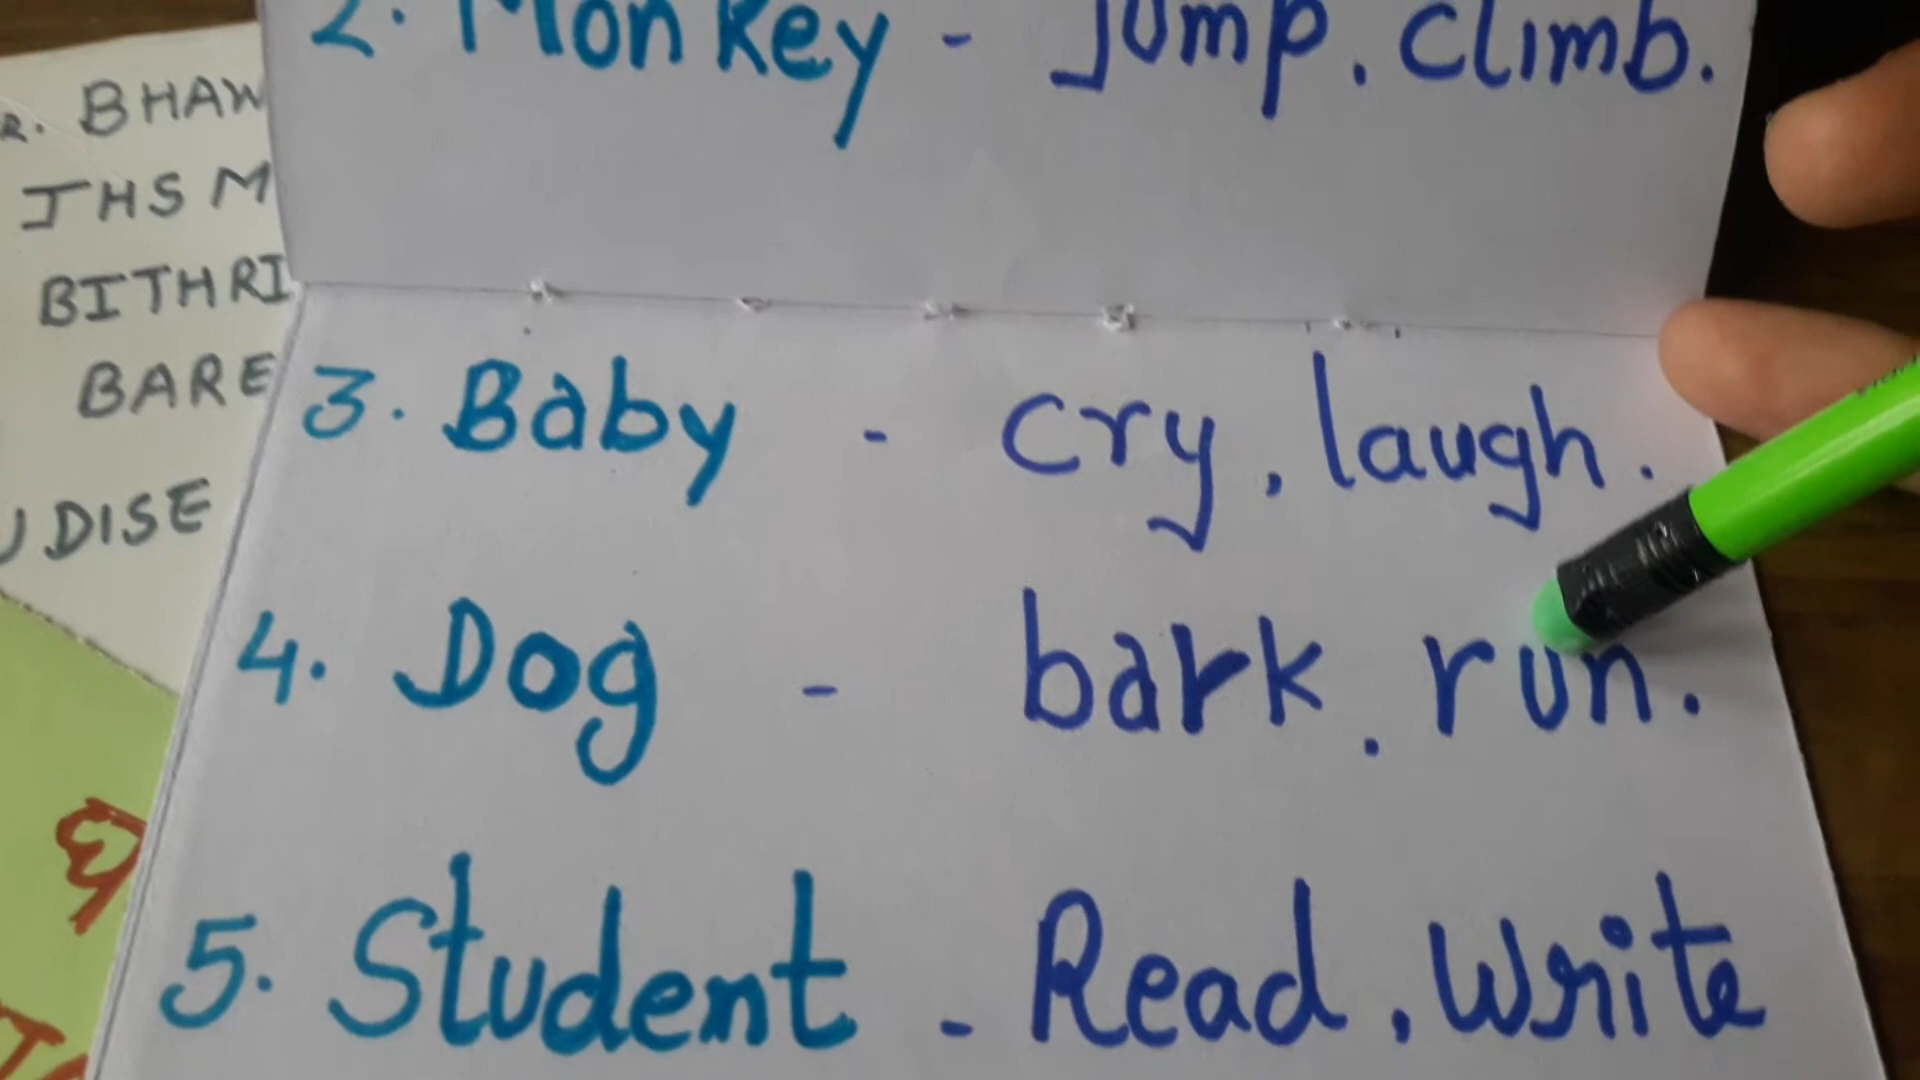 2. Monkey - Jump. Climb.
3. Baby - cry, laugh.
4. Dog - bark. run.
5. Student - Read, Write
BHAW
JHS M
BITHRI
BARE
UDISE